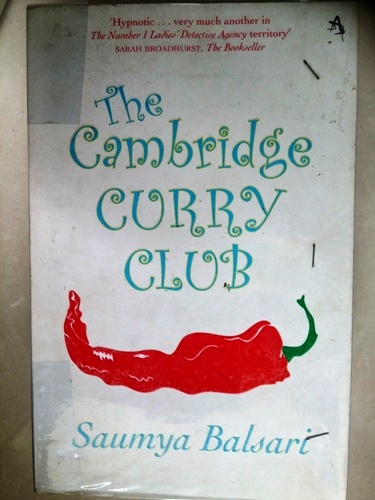 'Hypnotic . . . very much another in
The Number 1 Ladies' Detective Agency territory'
SARAH BROADHURST, The Bookseller
The
Cambridge
CURRY
CLUB
Saumya Balsari